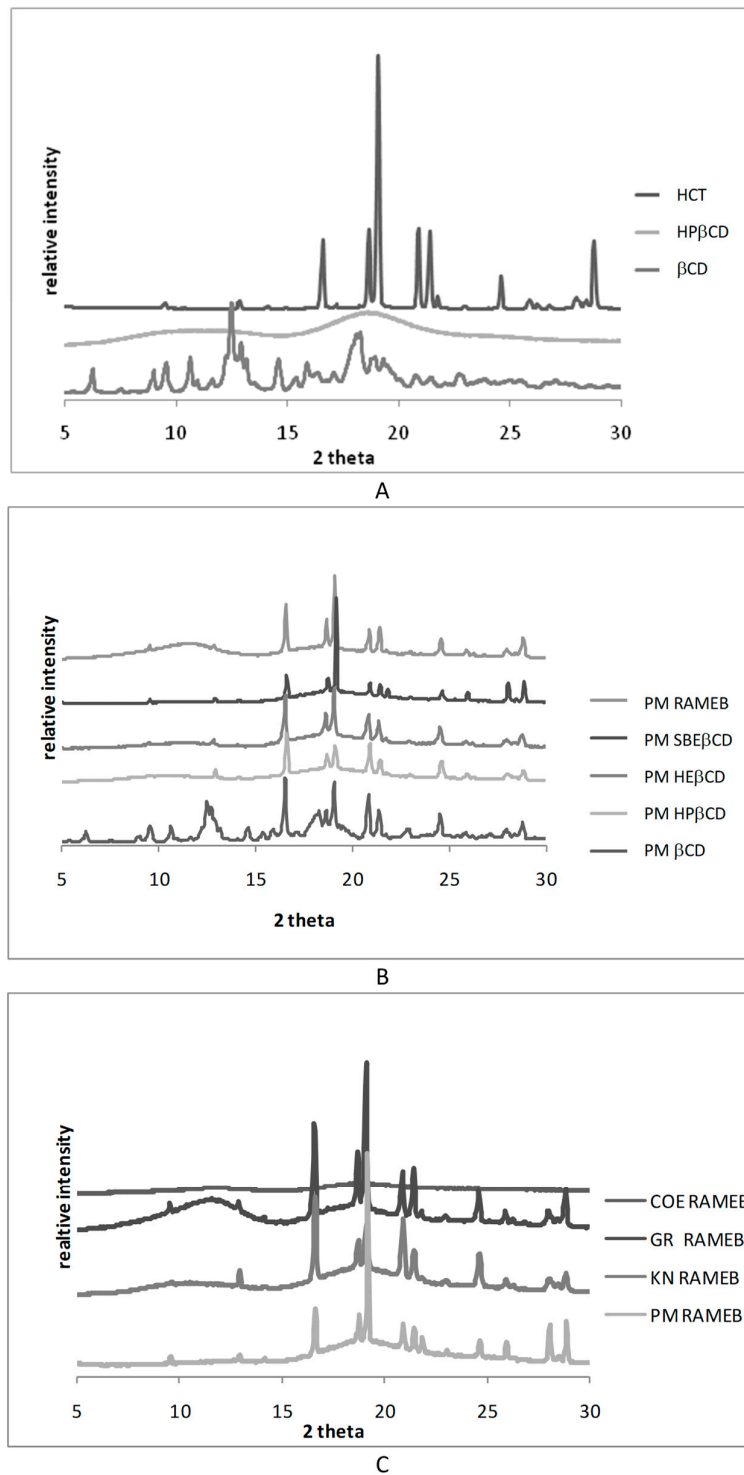 relative intensity
HCT
HPβCD
βCD
5 10 15 20 25 30
2 theta
A
relative intensity
PM RAMEB
PM SBEβCD
PM HEβCD
PM HPβCD
PM βCD
5 10 15 20 25 30
2 theta
B
realtive intensity
COE RAMEB
GR RAMEB
KN RAMEB
PM RAMEB
5 10 15 20 25 30
2 theta
C